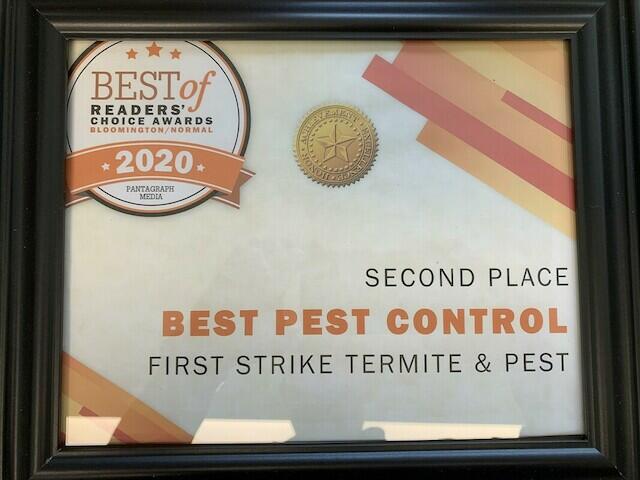 BEST of
READERS'
CHOICE AWARDS
BLOOMINGTON/NORMAL
2020
PANTAGRAPH
MEDIA
SECOND PLACE
BEST PEST CONTROL
FIRST STRIKE TERMITE & PEST